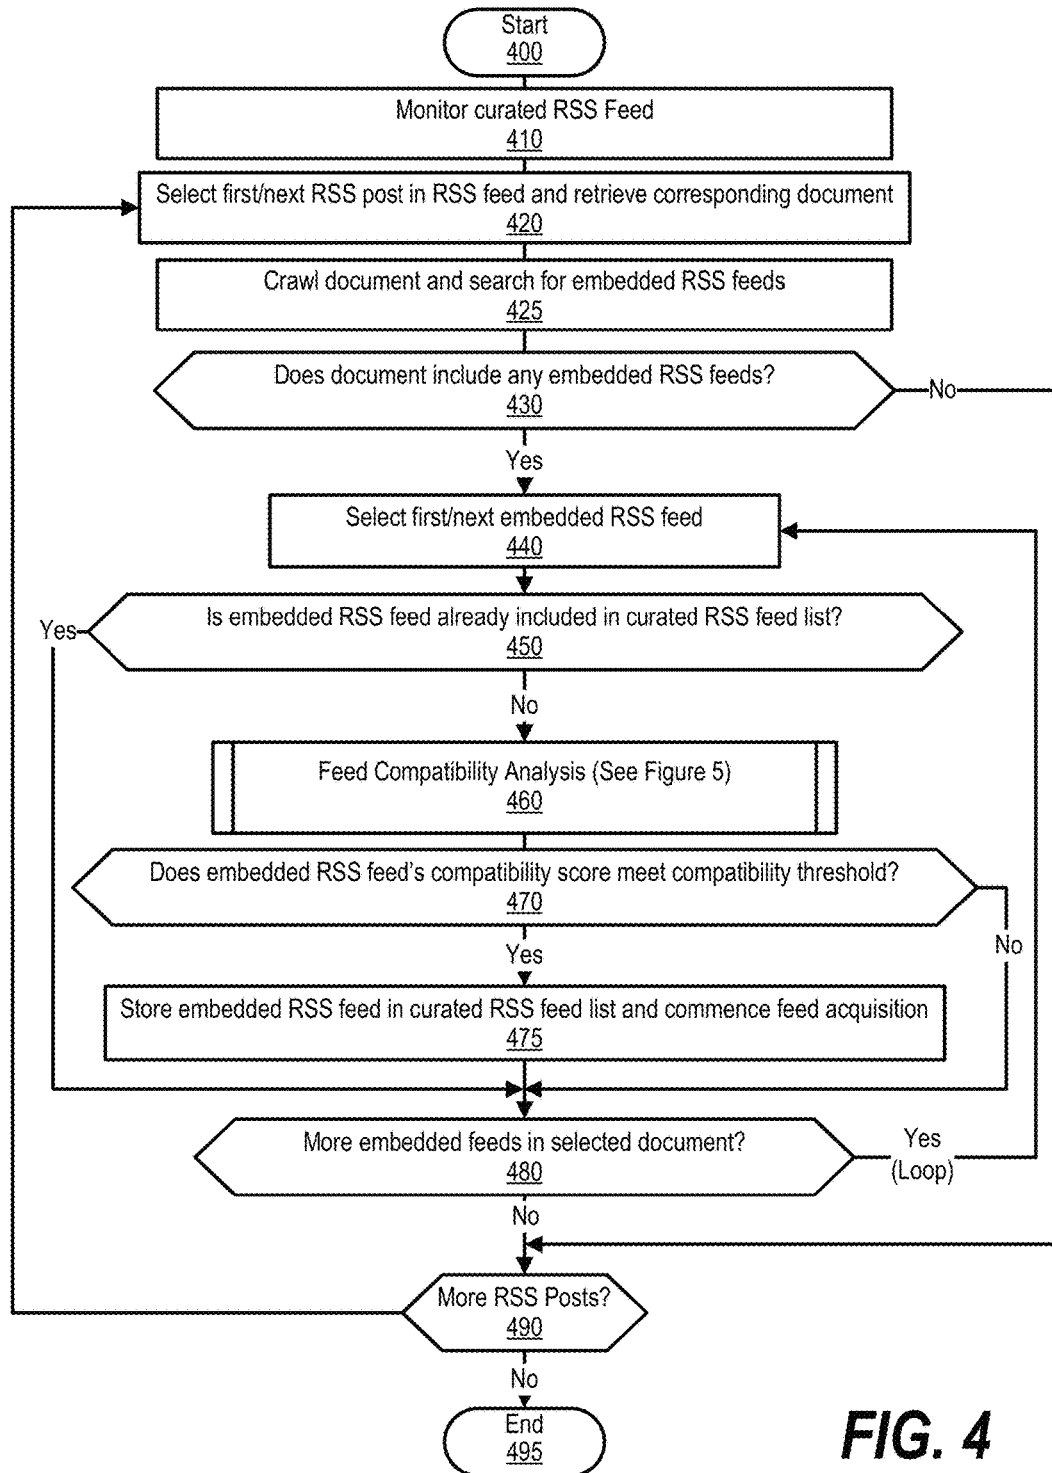 Start
400
Monitor curated RSS Feed
410
Select first/next RSS post in RSS feed and retrieve corresponding document
420
Crawl document and search for embedded RSS feeds
425
Does document include any embedded RSS feeds?
430
No
Yes
Select first/next embedded RSS feed
440
Is embedded RSS feed already included in curated RSS feed list?
450
Yes
No
Feed Compatibility Analysis (See Figure 5)
460
Does embedded RSS feed's compatibility score meet compatibility threshold?
470
No
Yes
Store embedded RSS feed in curated RSS feed list and commence feed acquisition
475
More embedded feeds in selected document?
480
Yes
(Loop)
No
More RSS Posts?
490
No
End
495
FIG. 4